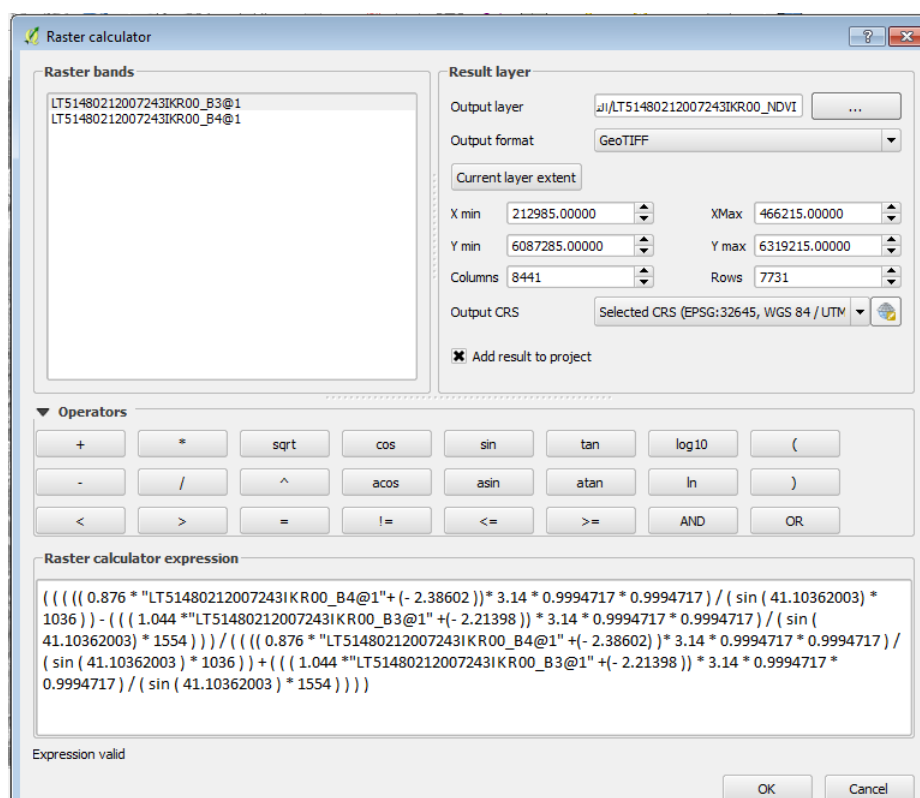 Raster calculator
Raster bands
LT51480212007243IKR00_B3@1
LT51480212007243IKR00_B4@1
Result layer
Output layer /LT51480212007243IKR00_NDVI ...
Output format GeoTIFF
Current layer extent
X min 212985.00000 XMax 466215.00000
Y min 6087285.00000 Y max 6319215.00000
Columns 8441 Rows 7731
Output CRS Selected CRS (EPSG:32645, WGS 84 / UTM
Add result to project
Operators
+ * sqrt cos sin tan log10 (
- / ^ acos asin atan ln )
< > = != <= >= AND OR
Raster calculator expression
( ( ( ( (( 0.876 * "LT51480212007243IKR00_B4@1"+ (- 2.38602 ))* 3.14 * 0.9994717 * 0.9994717 ) / ( sin ( 41.10362003) *
1036 ) ) - ( ( ( 1.044 *"LT51480212007243IKR00_B3@1" +(- 2.21398 )) * 3.14 * 0.9994717 * 0.9994717 ) / ( sin (
41.10362003) * 1554 ) ) ) / ( ( ( (( 0.876 * "LT51480212007243IKR00_B4@1" +(- 2.38602) )* 3.14 * 0.9994717 * 0.9994717 ) /
( sin ( 41.10362003 ) * 1036 ) ) + ( ( ( 1.044 *"LT51480212007243IKR00_B3@1" +(- 2.21398 )) * 3.14 * 0.9994717 *
0.9994717 ) / ( sin ( 41.10362003 ) * 1554 ) ) ) )
Expression valid
OK Cancel